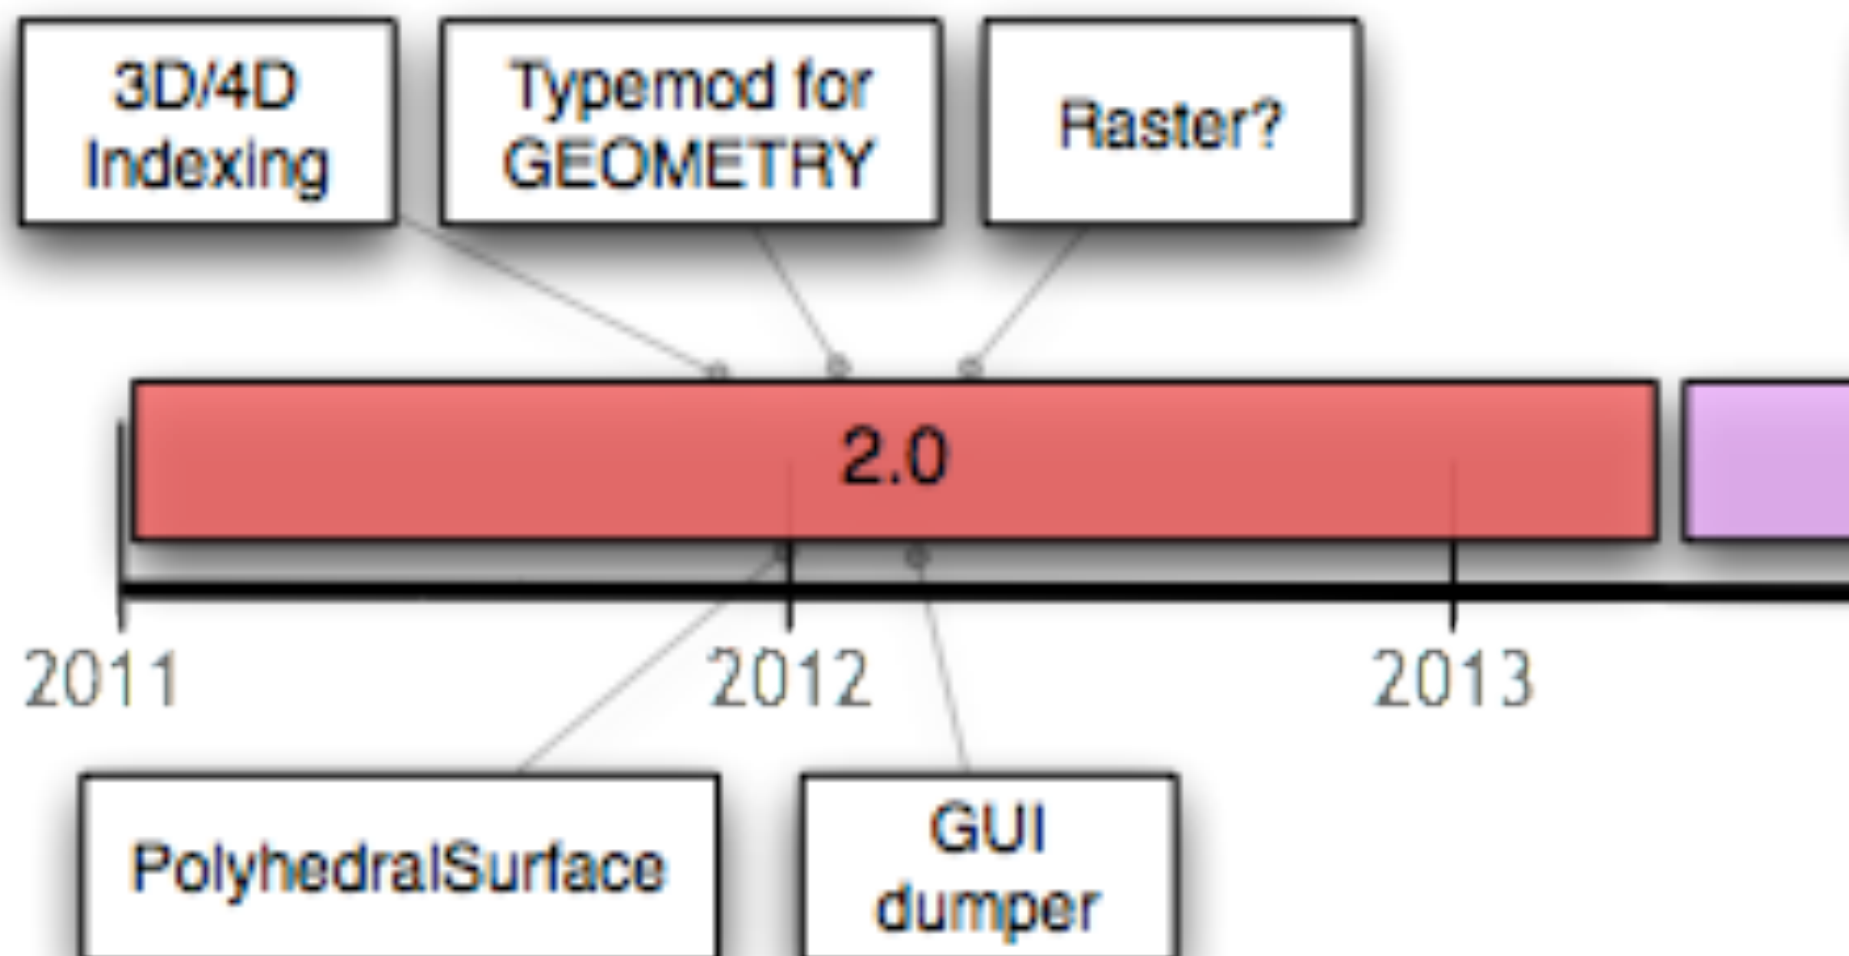 3D/4D
Indexing
Typemod for
GEOMETRY
Raster?
2.0
2011
2012
2013
PolyhedralSurface
GUI
dumper